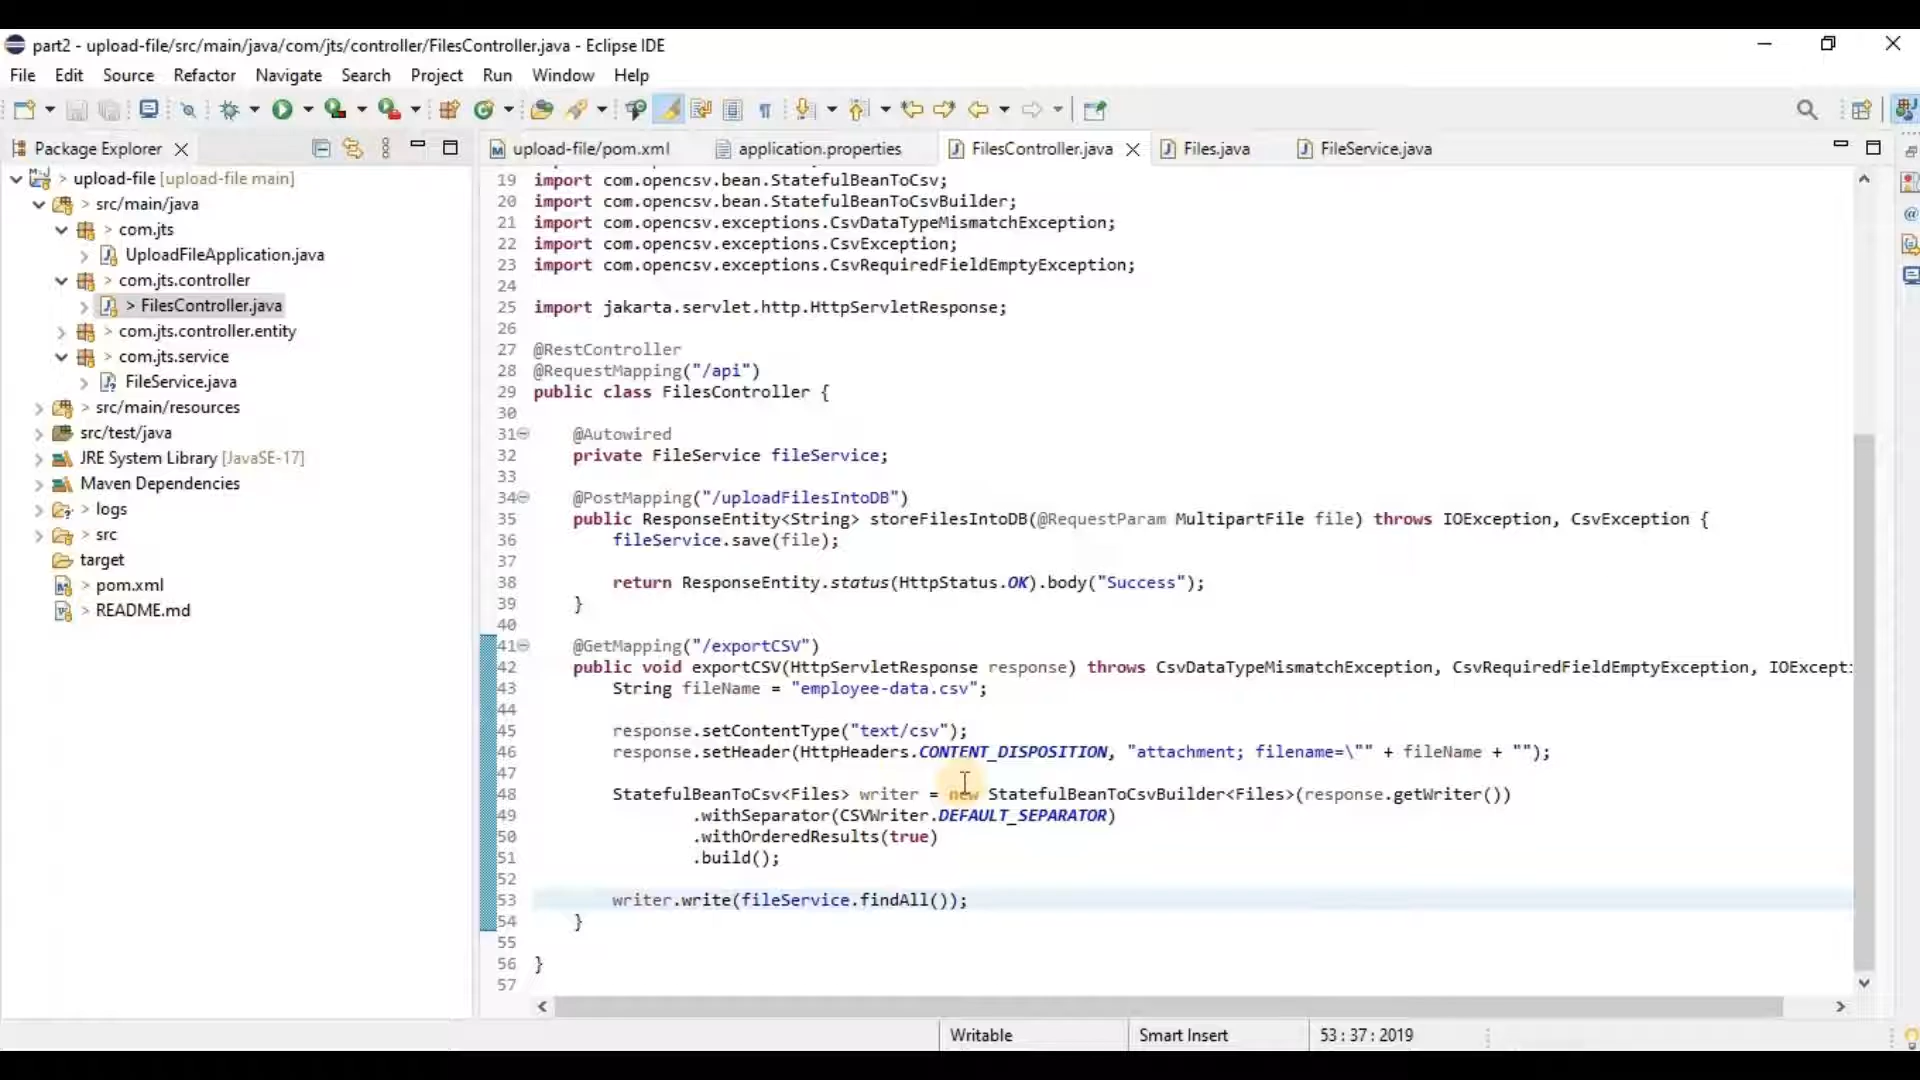 part2 - upload-file/src/main/java/com/jts/controller/FilesController.java - Eclipse IDE
File Edit Source Refactor Navigate Search Project Run Window Help
Package Explorer
upload-file [upload-file main]
src/main/java
com.jts
UploadFileApplication.java
com.jts.controller
FilesController.java
com.jts.controller.entity
com.jts.service
FileService.java
src/main/resources
src/test/java
JRE System Library [JavaSE-17]
Maven Dependencies
logs
src
target
pom.xml
README.md
upload-file/pom.xml application.properties FilesController.java Files.java FileService.java
19 import com.opencsv.bean.StatefulBeanToCsv;
20 import com.opencsv.bean.StatefulBeanToCsvBuilder;
21 import com.opencsv.exceptions.CsvDataTypeMismatchException;
22 import com.opencsv.exceptions.CsvException;
23 import com.opencsv.exceptions.CsvRequiredFieldEmptyException;
24
25 import jakarta.servlet.http.HttpServletResponse;
26
27 @RestController
28 @RequestMapping("/api")
29 public class FilesController {
30
31 @Autowired
32 private FileService fileService;
33
34 @PostMapping("/uploadFilesIntoDB")
35 public ResponseEntity<String> storeFilesIntoDB(@RequestParam MultipartFile file) throws IOException, CsvException {
36 fileService.save(file);
37
38 return ResponseEntity.status(HttpStatus.OK).body("Success");
39 }
40
41 @GetMapping("/exportCSV")
42 public void exportCSV(HttpServletResponse response) throws CsvDataTypeMismatchException, CsvRequiredFieldEmptyException, IOExcepti
43 String fileName = "employee-data.csv";
44
45 response.setContentType("text/csv");
46 response.setHeader(HttpHeaders.CONTENT_DISPOSITION, "attachment; filename=\"" + fileName + "");
47
48 StatefulBeanToCsv<Files> writer = new StatefulBeanToCsvBuilder<Files>(response.getWriter())
49 .withSeparator(CSVWriter.DEFAULT_SEPARATOR)
50 .withOrderedResults(true)
51 .build();
52
53 writer.write(fileService.findAll());
54 }
55
56 }
57
Writable Smart Insert 53 : 37 : 2019